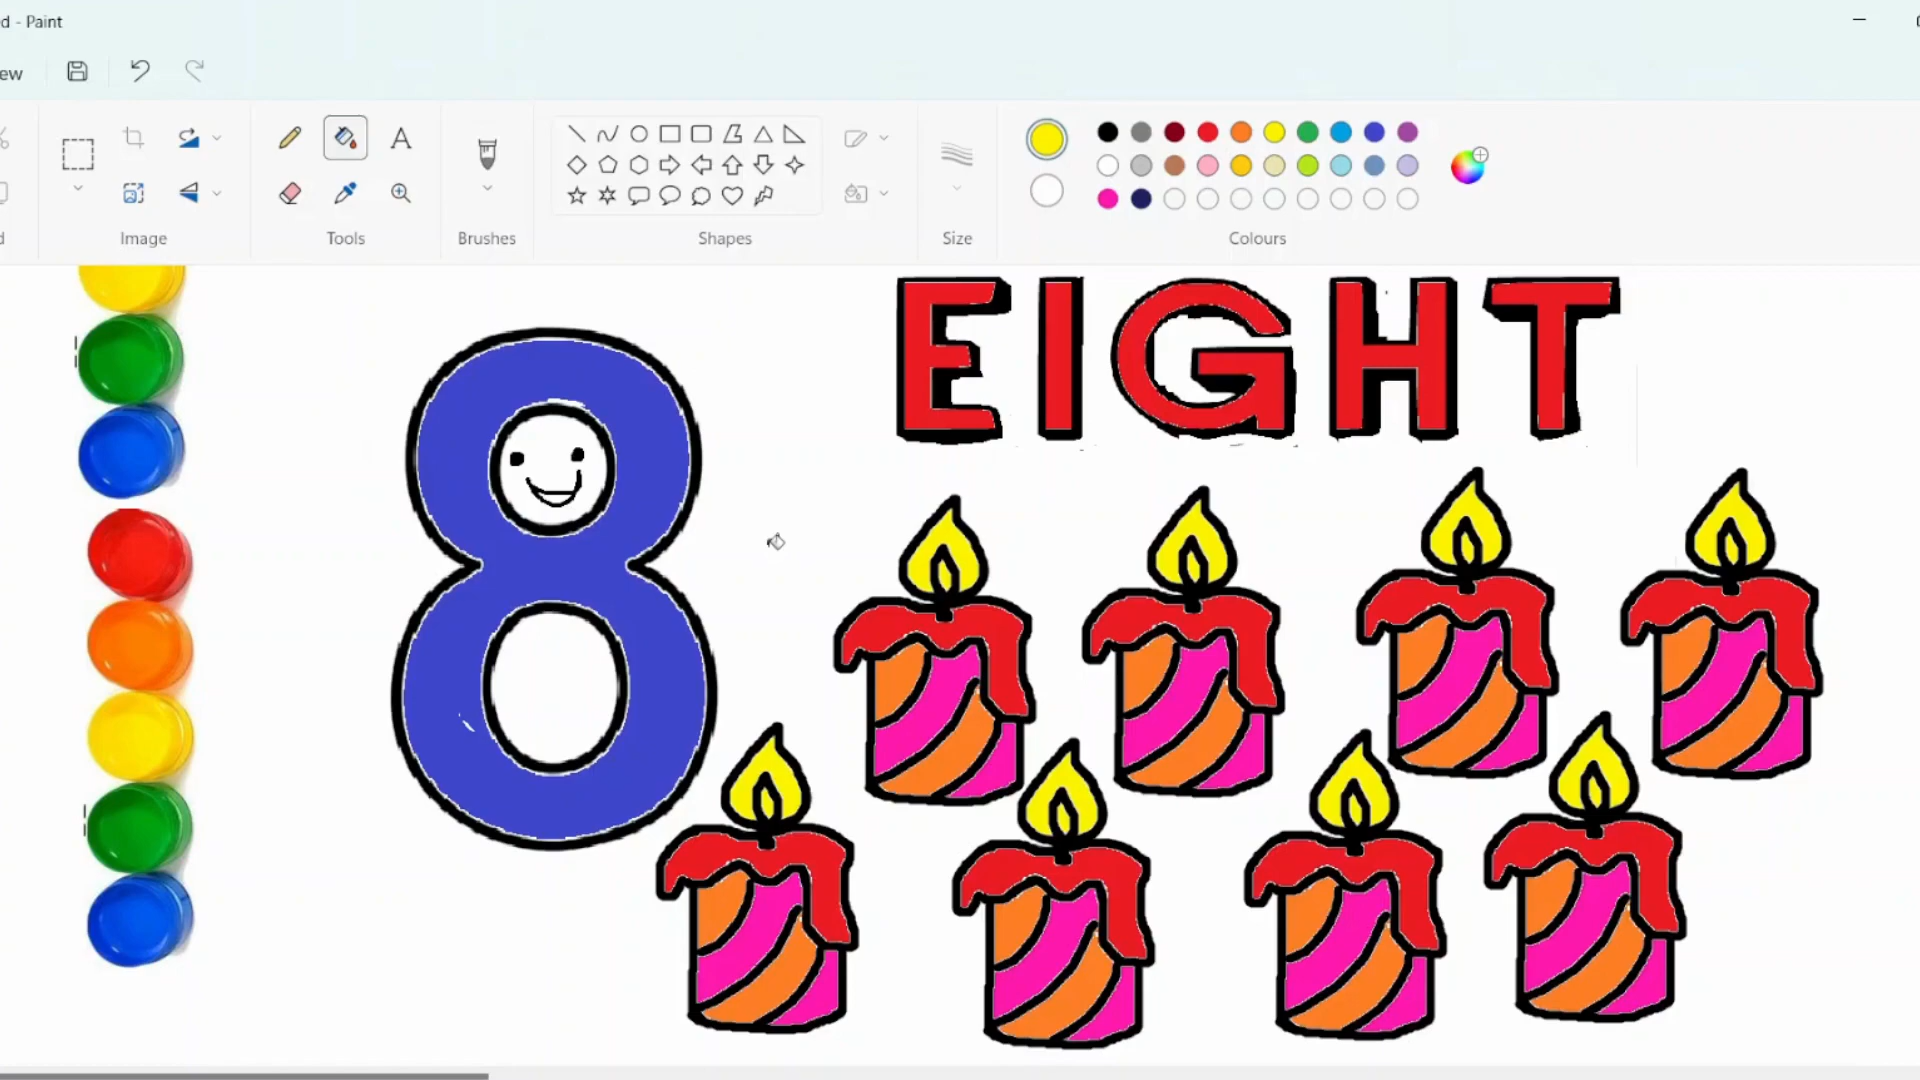 d - Paint
ew
A
d
Image
Tools
Brushes
Shapes
Size
Colours
8
EIGHT